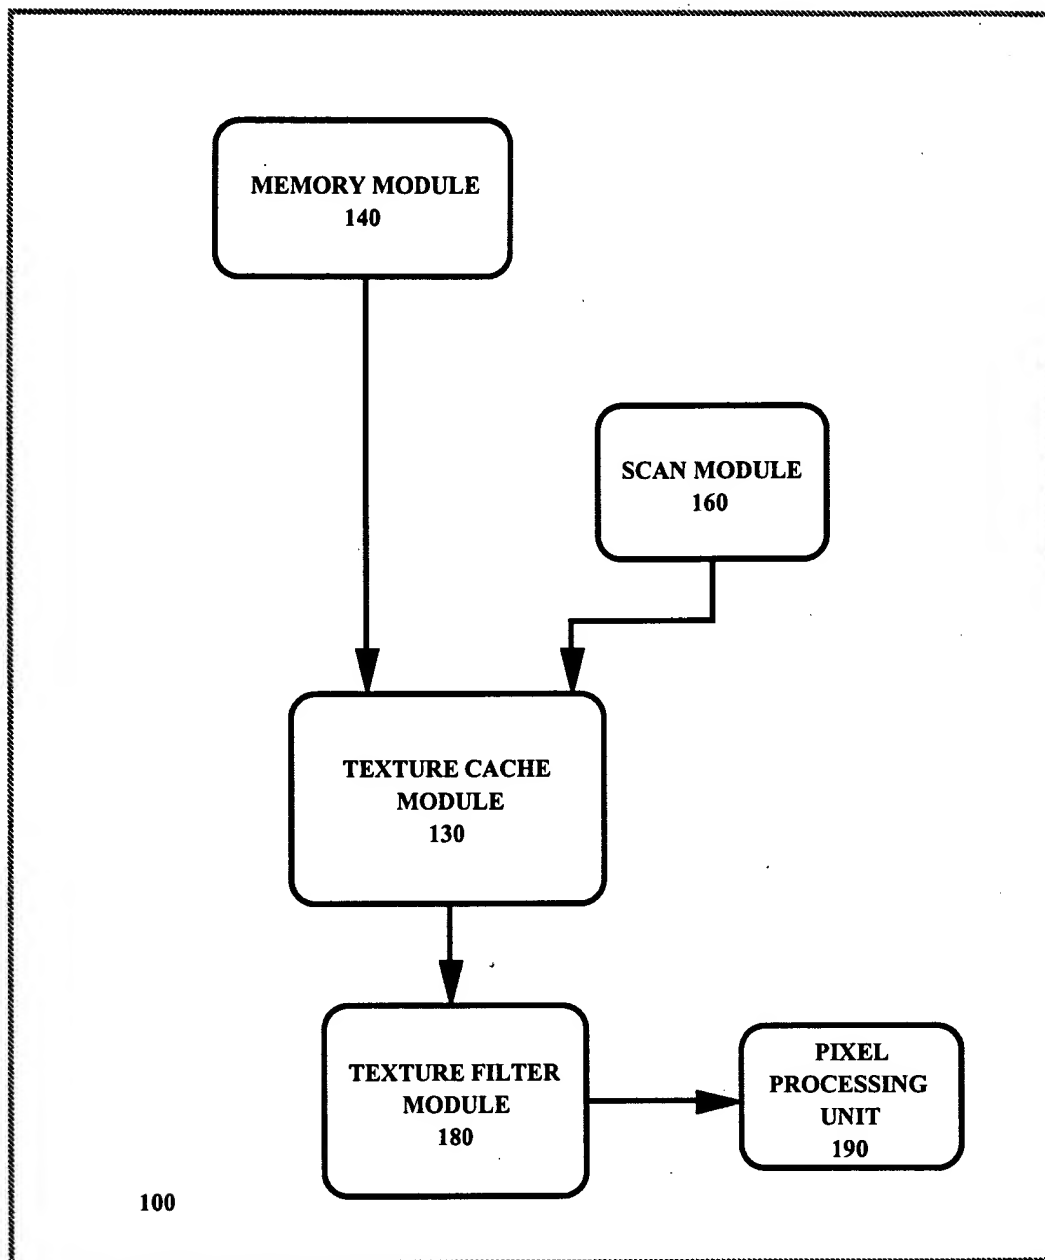 MEMORY MODULE
140
SCAN MODULE
160
TEXTURE CACHE
MODULE
130
TEXTURE FILTER
MODULE
180
PIXEL
PROCESSING
UNIT
190
100